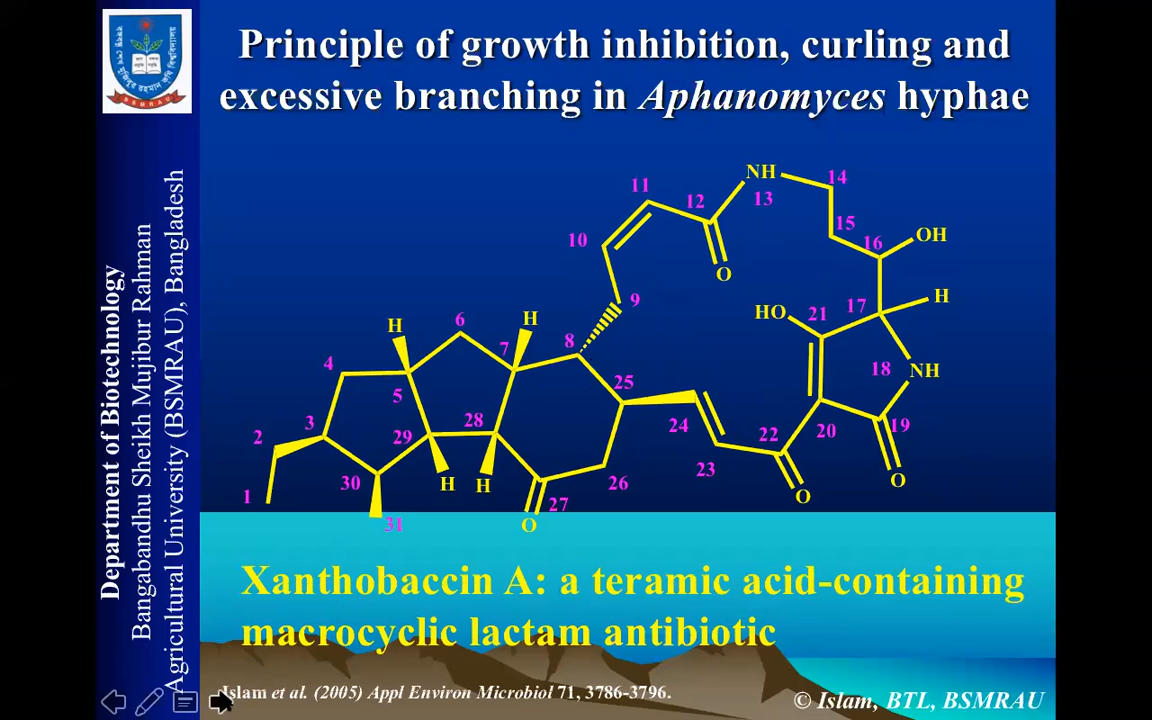 Principle of growth inhibition, curling and
excessive branching in Aphanomyces hyphae
Department of Biotechnology
Bangabandhu Sheikh Mujibur Rahman
Agricultural University (BSMRAU), Bangladesh
BSMRAU
NH
11
14
12
13
15
10
16
OH
O
9
H
17
HO
21
H
6
H
8
7
4
18
NH
25
5
28
24
19
3
2
29
22
20
23
30
H
H
26
O
O
1
27
31
O
Xanthobaccin A: a teramic acid-containing
macrocyclic lactam antibiotic
Islam et al. (2005) Appl Environ Microbiol 71, 3786-3796.
© Islam, BTL, BSMRAU